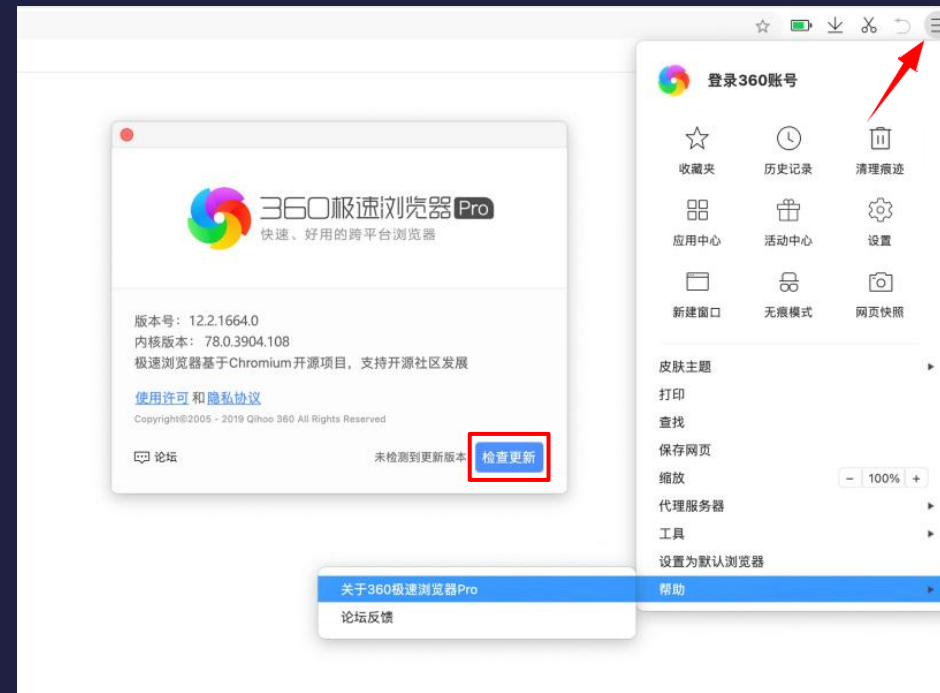 登录360账号
收藏夹 历史记录 清理痕迹
应用中心 活动中心 设置
新建窗口 无痕模式 网页快照
皮肤主题
打印
查找
保存网页
缩放 － 100% +
代理服务器
工具
设置为默认浏览器
帮助
关于360极速浏览器Pro
论坛反馈
360极速浏览器Pro
快速、好用的跨平台浏览器
版本号： 12.2.1664.0
内核版本： 78.0.3904.108
极速浏览器基于Chromium开源项目，支持开源社区发展
使用许可 和 隐私协议
Copyright©2005 - 2019 Qihoo 360 All Rights Reserved
论坛 未检测到更新版本 检查更新